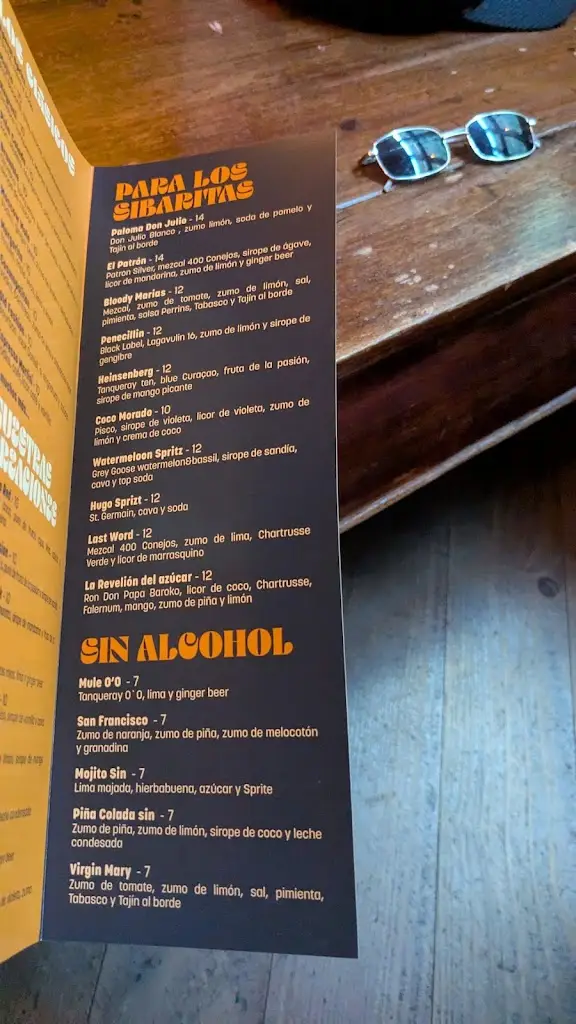 LOS CLASICOS
NUESTRAS
CREACIONES
PARA LOS
SIBARITAS
Paloma Don Julio - 14
Don Julio Blanco , zumo limón, soda de pamelo y
Tajín al borde
El Patrón - 14
Patron Silver, mezcal 400 Conejos, sirope de ágave,
licor de mandarina, zumo de limón y ginger beer
Bloody Marias - 12
Mezcal, zumo de tomate, zumo de limón, sal,
pimienta, salsa Perrins, Tabasco y Tajín al borde
Penecillin - 12
Black Label, Lagavulin 16, zumo de limón y sirope de
gengibre
Heinsenberg - 12
Tanqueray ten, blue Curaçao, fruta de la pasión,
sirope de mango picante
Coco Morado - 10
Pisco, sirope de violeta, licor de violeta, zumo de
limón y crema de coco
Watermeloon Spritz - 12
Grey Goose watermelon&bassil, sirope de sandía,
cava y top soda
Hugo Sprizt - 12
St. Germain, cava y soda
Last Word - 12
Mezcal 400 Conejos, zumo de lima, Chartrusse
Verde y licor de marrasquino
La Revelión del azúcar - 12
Ron Don Papa Baroko, licor de coco, Chartrusse,
Falernum, mango, zumo de piña y limón
SIN ALCOHOL
Mule O'O - 7
Tanqueray 0`0, lima y ginger beer
San Francisco - 7
Zumo de naranja, zumo de piña, zumo de melocotón
y granadina
Mojito Sin - 7
Lima majada, hierbabuena, azúcar y Sprite
Piña Colada sin - 7
Zumo de piña, zumo de limón, sirope de coco y leche
condesada
Virgin Mary - 7
Zumo de tomate, zumo de limón, sal, pimienta,
Tabasco y Tajín al borde